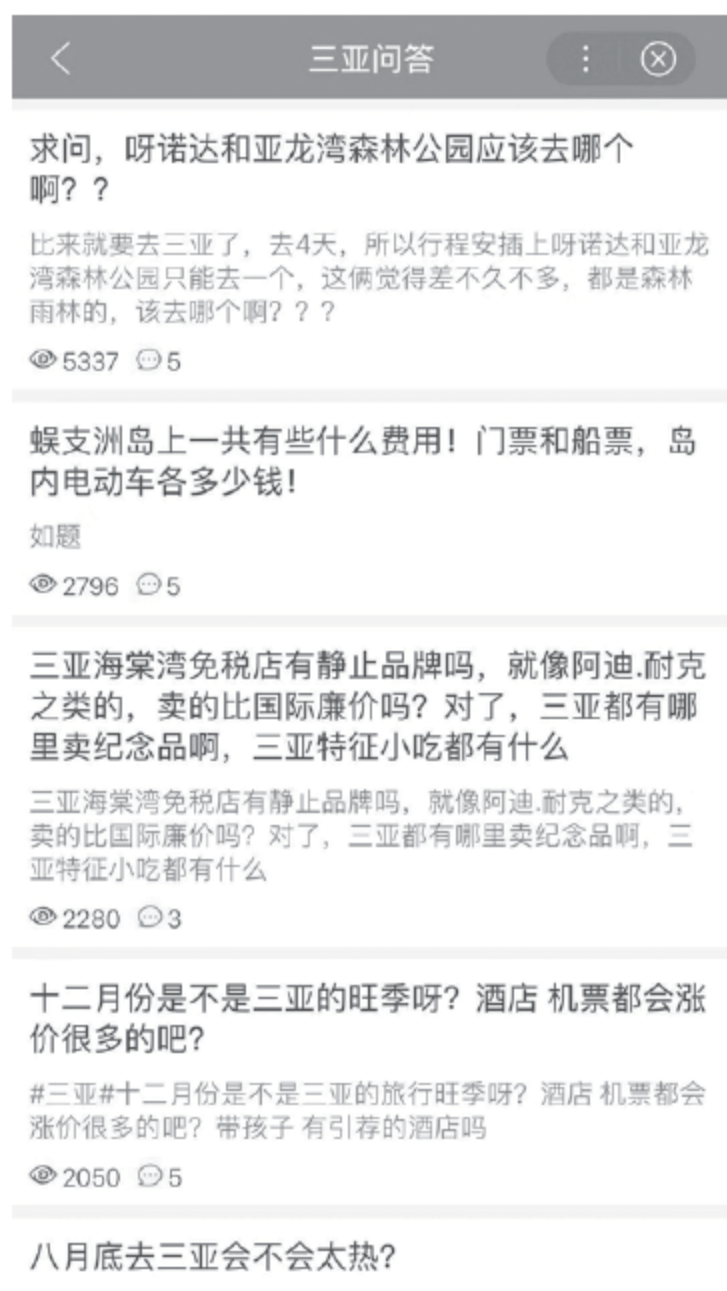 三亚问答
求问，呀诺达和亚龙湾森林公园应该去哪个
啊？？
比来就要去三亚了，去4天，所以行程安插上呀诺达和亚龙
湾森林公园只能去一个，这俩觉得差不久不多，都是森林
雨林的，该去哪个啊？？？
5337 5
蜈支洲岛上一共有些什么费用！门票和船票，岛
内电动车各多少钱！
如题
2796 5
三亚海棠湾免税店有静止品牌吗，就像阿迪.耐克
之类的，卖的比国际廉价吗？对了，三亚都有哪
里卖纪念品啊，三亚特征小吃都有什么
三亚海棠湾免税店有静止品牌吗，就像阿迪.耐克之类的，
卖的比国际廉价吗？对了，三亚都有哪里卖纪念品啊，三
亚特征小吃都有什么
2280 3
十二月份是不是三亚的旺季呀？酒店 机票都会涨
价很多的吧？
#三亚#十二月份是不是三亚的旅行旺季呀？酒店 机票都会
涨价很多的吧？带孩子 有引荐的酒店吗
2050 5
八月底去三亚会不会太热？